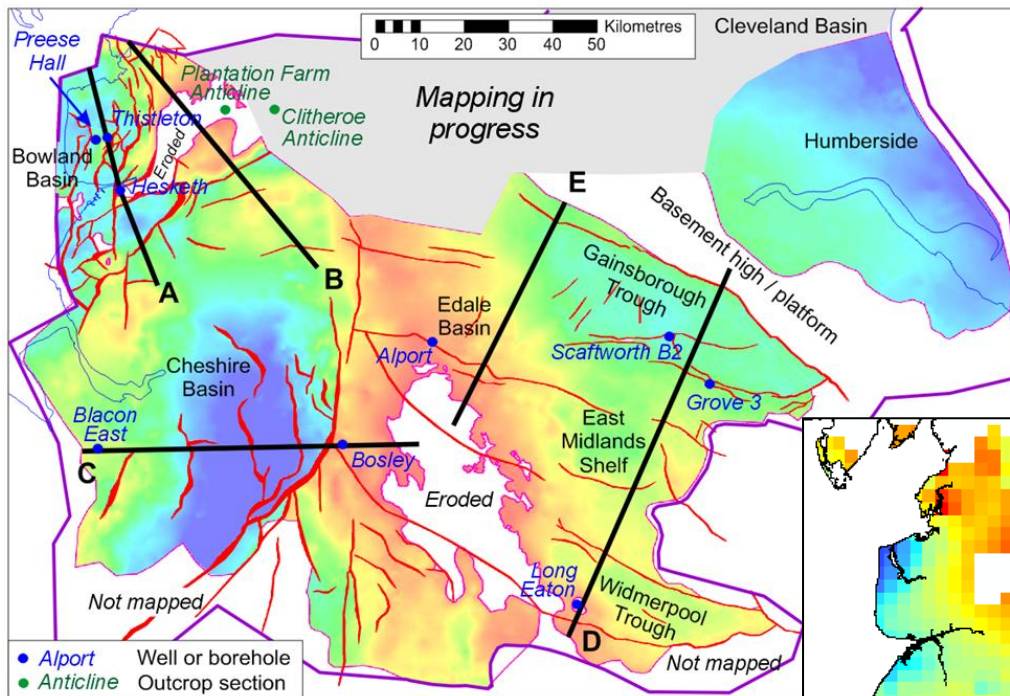 Kilometres
0 10 20 30 40 50
Cleveland Basin
Preese
Hall
Plantation Farm
Anticline
Clitheroe
Anticline
Mapping in
progress
Thistleton
Bowland
Basin
Eroded
Hesketh
Humberside
A
B
E
Basement high / platform
Gainsborough
Trough
Edale
Basin
Alport
Scaftworth B2
Cheshire
Basin
Grove 3
Blacon
East
C
Bosley
East
Midlands
Shelf
Eroded
Not mapped
Long
Eaton
Widmerpool
Trough
D
Not mapped
Alport Well or borehole
Anticline Outcrop section